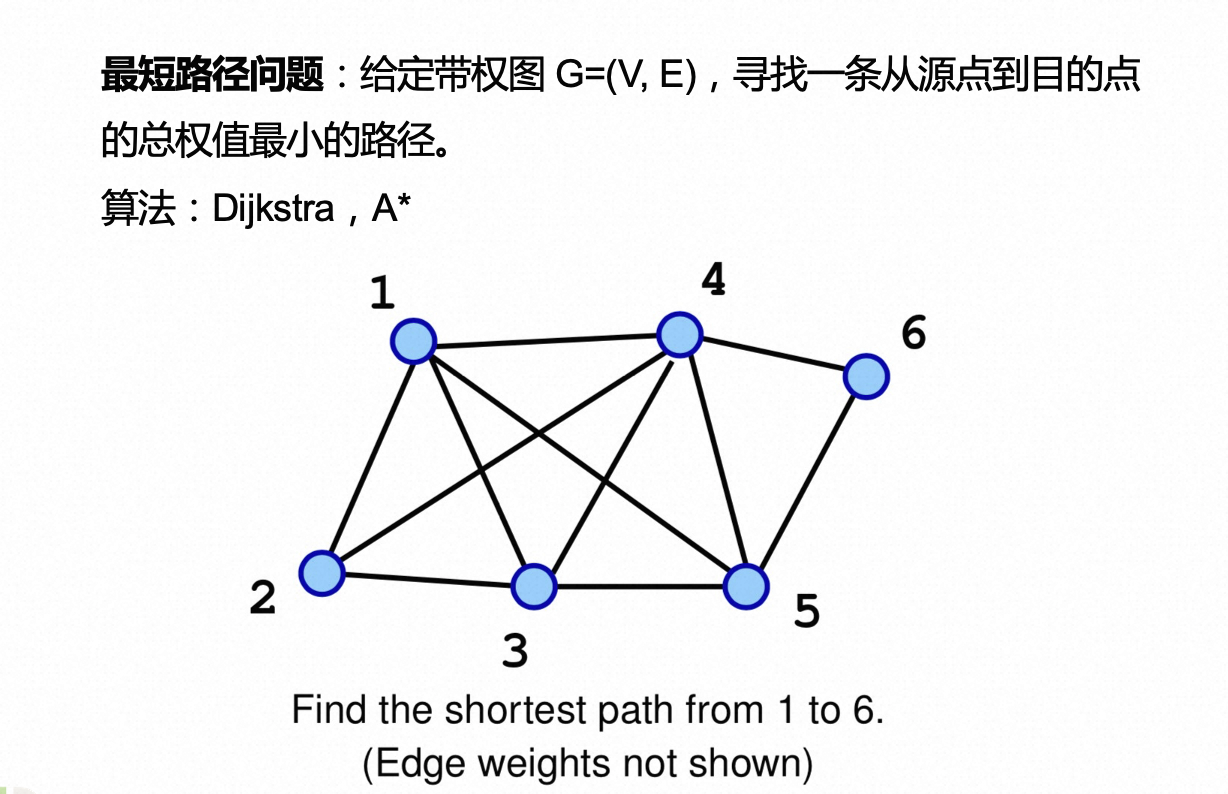 最短路径问题：给定带权图 G=(V, E)，寻找一条从源点到目的点
的总权值最小的路径。
算法：Dijkstra，A*
1
4
6
2
3
5
Find the shortest path from 1 to 6.
(Edge weights not shown)